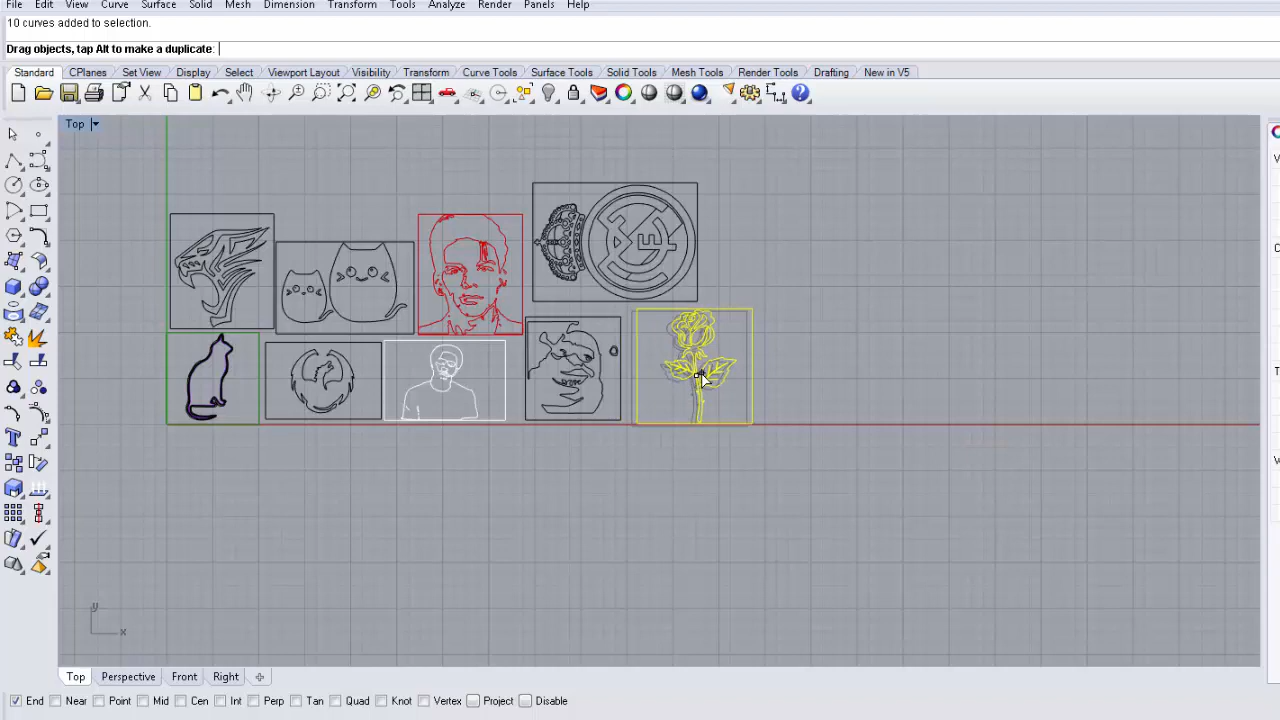 File Edit View Curve Surface Solid Mesh Dimension Transform Tools Analyze Render Panels Help
10 curves added to selection.
Drag objects, tap Alt to make a duplicate:
Standard CPlanes Set View Display Select Viewport Layout Visibility Transform Curve Tools Surface Tools Solid Tools Mesh Tools Render Tools Drafting New in V5
Top
y
x
Top Perspective Front Right
End Near Point Mid Cen Int Perp Tan Quad Knot Vertex Project Disable